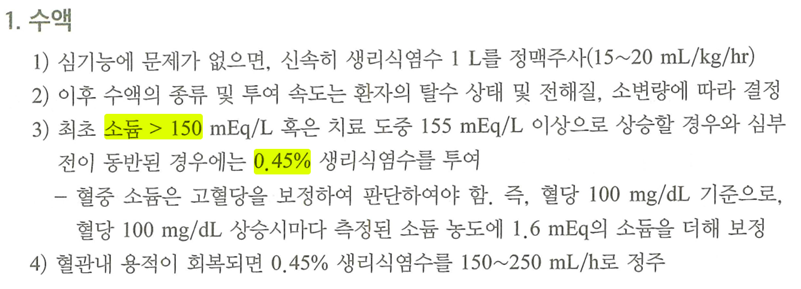 1. 수액
1) 심기능에 문제가 없으면, 신속히 생리식염수 1 L를 정맥주사(15~20 mL/kg/hr)
2) 이후 수액의 종류 및 투여 속도는 환자의 탈수 상태 및 전해질, 소변량에 따라 결정
3) 최초 소듐 > 150 mEq/L 혹은 치료 도중 155 mEq/L 이상으로 상승할 경우와 심부
전이 동반된 경우에는 0.45% 생리식염수를 투여
– 혈중 소듐은 고혈당을 보정하여 판단하여야 함. 즉, 혈당 100 mg/dL 기준으로,
혈당 100 mg/dL 상승시마다 측정된 소듐 농도에 1.6 mEq의 소듐을 더해 보정
4) 혈관내 용적이 회복되면 0.45% 생리식염수를 150~250 mL/h로 정주